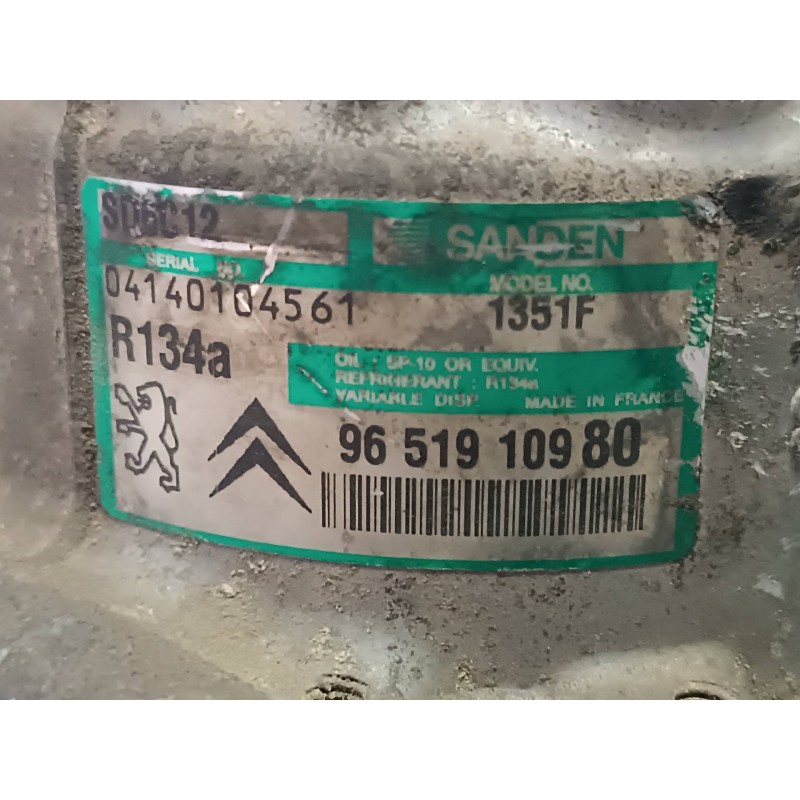 SD6C12
SANDEN
SERIAL NO.
MODEL NO.
04140104561
1351F
R134a
OIL : SP-10 OR EQUIV.
REFRIGERANT : R134a
VARIABLE DISP. MADE IN FRANCE
96 519 109 80